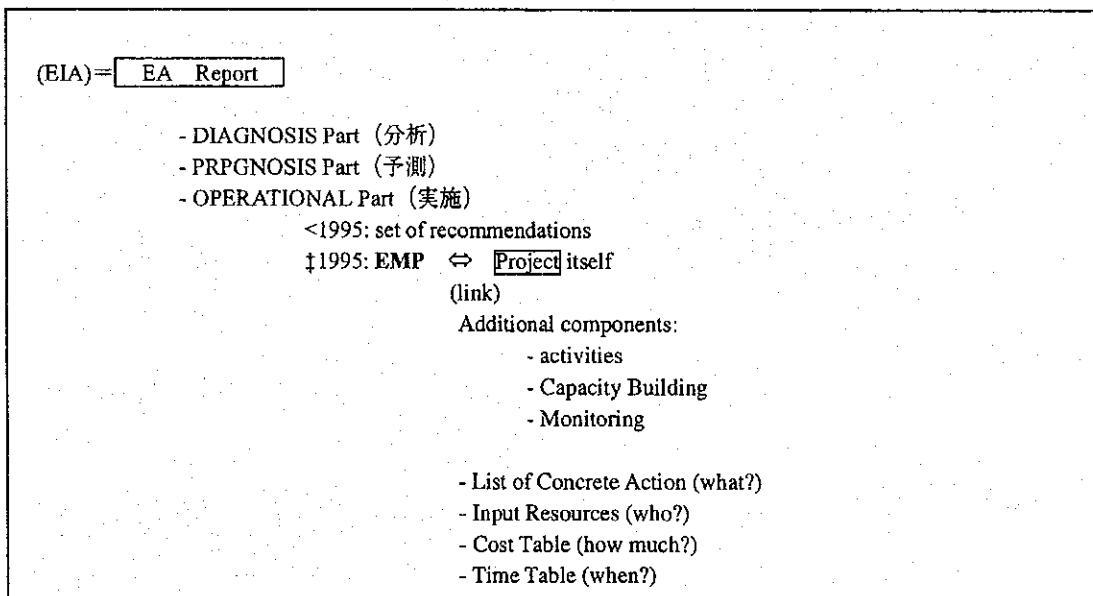 (EIA)= EA Report
- DIAGNOSIS Part (分析)
- PRPGNOSIS Part (予測)
- OPERATIONAL Part (実施)
<1995: set of recommendations
‡1995: EMP ⇔ Project itself
(link)
Additional components:
- activities
- Capacity Building
- Monitoring
- List of Concrete Action (what?)
- Input Resources (who?)
- Cost Table (how much?)
- Time Table (when?)